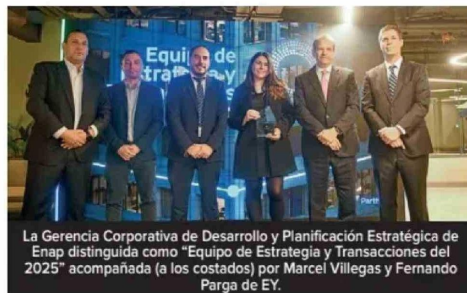 Equipo de
La Gerencia Corporativa de Desarrollo y Planificación Estratégica de
Enap distinguida como “Equipo de Estrategia y Transacciones del
2025” acompañada (a los costados) por Marcel Villegas y Fernando
Parga de EY.